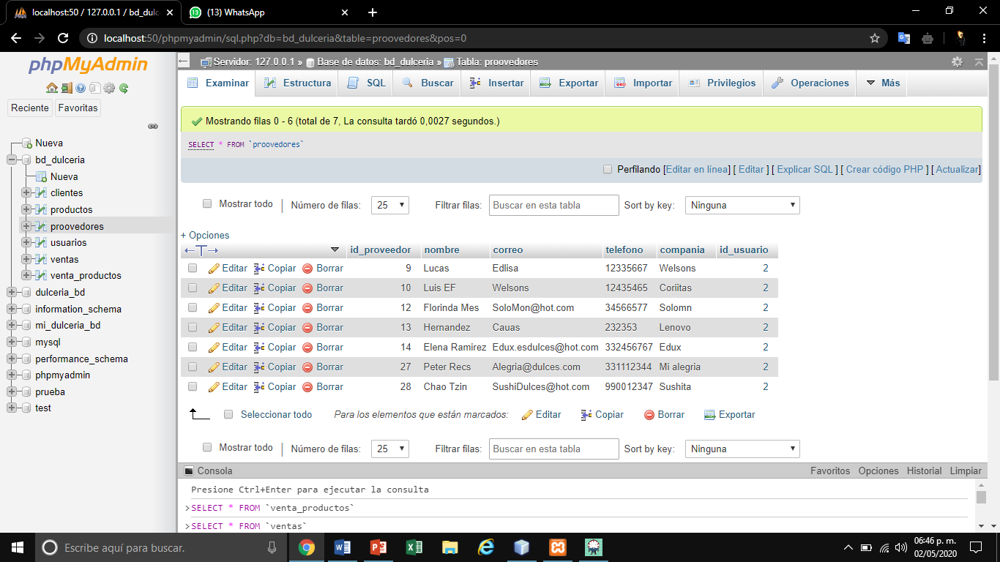 localhost:50 / 127.0.0.1 / bd_dulc
13
(13) WhatsApp
localhost:50/phpmyadmin/sql.php?db=bd_dulceria&table=proovedores&pos=0
phpMyAdmin
Reciente
Favoritas
Nueva
bd_dulceria
Nueva
clientes
productos
proovedores
usuarios
ventas
venta_productos
dulceria_bd
information_schema
mi_dulceria_bd
mysql
performance_schema
phpmyadmin
prueba
test
Servidor: 127.0.0.1 » Base de datos: bd_dulceria » Tabla: proovedores
Examinar Estructura SQL Buscar Insertar Exportar Importar Privilegios Operaciones Más
Mostrando filas 0 - 6 (total de 7, La consulta tardó 0,0027 segundos.)
SELECT * FROM `proovedores`
Perfilando [Editar en línea] [ Editar ] [ Explicar SQL ] [ Crear código PHP ] [ Actualizar]
Mostrar todo | Número de filas: 25 Filtrar filas: Buscar en esta tabla Sort by key: Ninguna
+ Opciones
←T→ id_proveedor nombre correo telefono compania id_usuario
Editar Copiar Borrar 9 Lucas Edlisa 12335667 Welsons 2
Editar Copiar Borrar 10 Luis EF Welsons 12435465 Coriitas 2
Editar Copiar Borrar 12 Florinda Mes SoloMon@hot.com 34566577 Solomn 2
Editar Copiar Borrar 13 Hernandez Cauas 232353 Lenovo 2
Editar Copiar Borrar 14 Elena Ramirez Edux.esdulces@hot.com 332456767 Edux 2
Editar Copiar Borrar 27 Peter Recs Alegria@dulces.com 331112344 Mi alegria 2
Editar Copiar Borrar 28 Chao Tzin SushiDulces@hot.com 990012347 Sushita 2
Seleccionar todo Para los elementos que están marcados: Editar Copiar Borrar Exportar
Mostrar todo | Número de filas: 25 Filtrar filas: Buscar en esta tabla Sort by key: Ninguna
Consola Favoritos Opciones Historial Limpiar
Presione Ctrl+Enter para ejecutar la consulta
>SELECT * FROM `venta_productos`
>SELECT * FROM `ventas`
Escribe aquí para buscar.
06:46 p. m.
02/05/2020